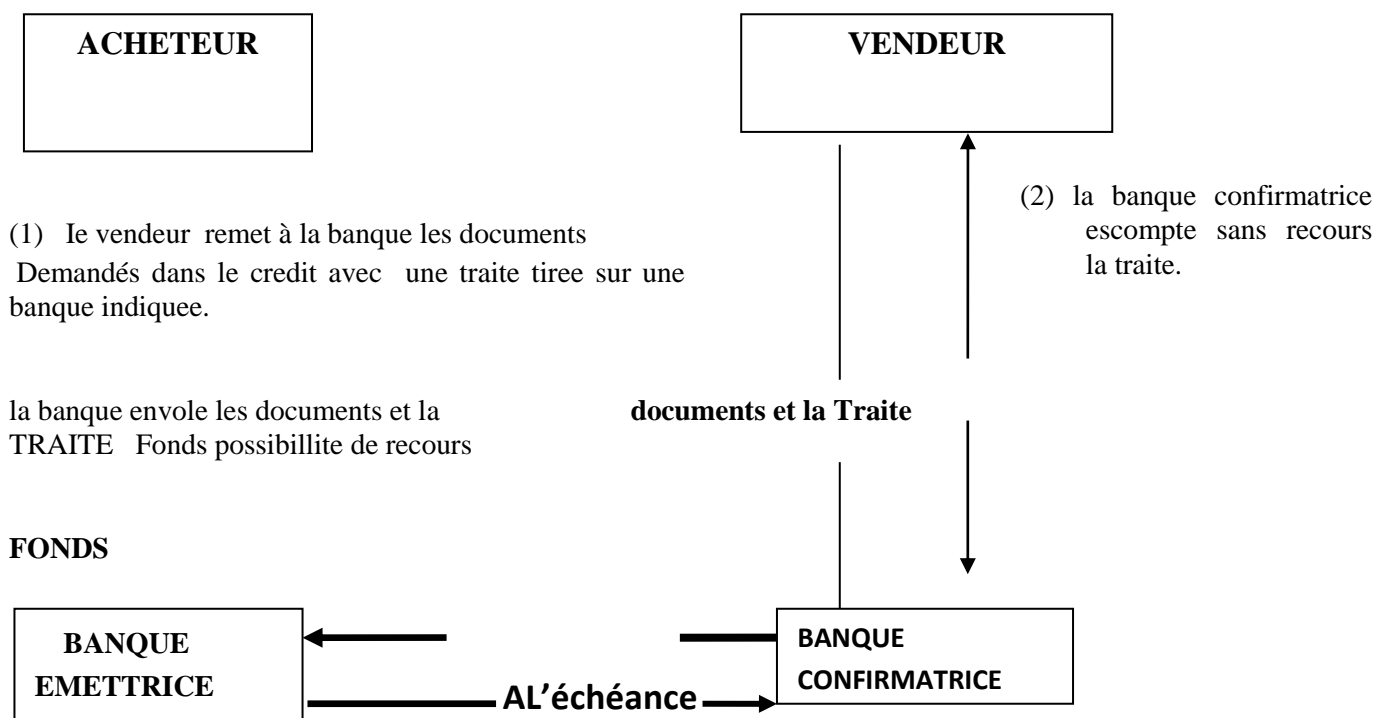 ACHETEUR
VENDEUR
(2) la banque confirmatrice
escompte sans recours
la traite.
(1) Ie vendeur remet à la banque les documents
Demandés dans le credit avec une traite tiree sur une
banque indiquee.
la banque envole les documents et la
TRAITE Fonds possibillite de recours
documents et la Traite
FONDS
BANQUE
EMETTRICE
BANQUE
CONFIRMATRICE
AL’échéance